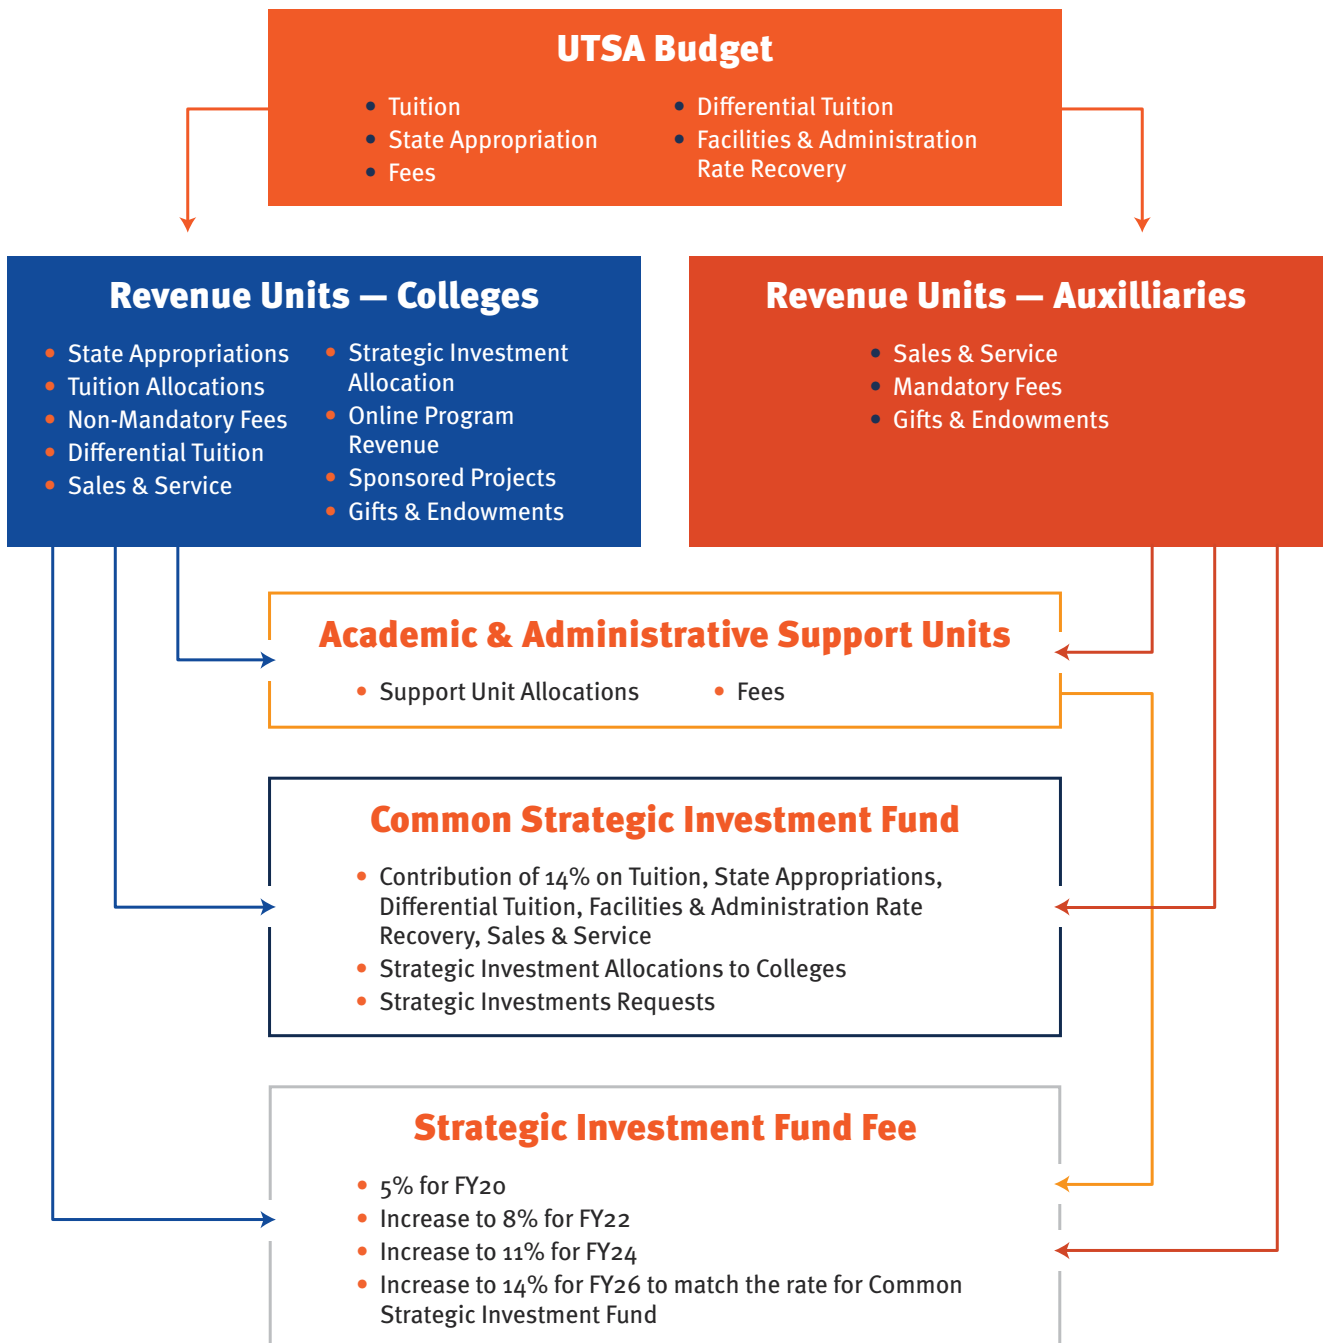 UTSA Budget
• Tuition
• State Appropriation
• Fees
• Differential Tuition
• Facilities & Administration
Rate Recovery
Revenue Units — Colleges
• State Appropriations
• Tuition Allocations
• Non-Mandatory Fees
• Differential Tuition
• Sales & Service
• Strategic Investment
Allocation
• Online Program
Revenue
• Sponsored Projects
• Gifts & Endowments
Revenue Units — Auxilliaries
• Sales & Service
• Mandatory Fees
• Gifts & Endowments
Academic & Administrative Support Units
• Support Unit Allocations
• Fees
Common Strategic Investment Fund
• Contribution of 14% on Tuition, State Appropriations,
Differential Tuition, Facilities & Administration Rate
Recovery, Sales & Service
• Strategic Investment Allocations to Colleges
• Strategic Investments Requests
Strategic Investment Fund Fee
• 5% for FY20
• Increase to 8% for FY22
• Increase to 11% for FY24
• Increase to 14% for FY26 to match the rate for Common
Strategic Investment Fund